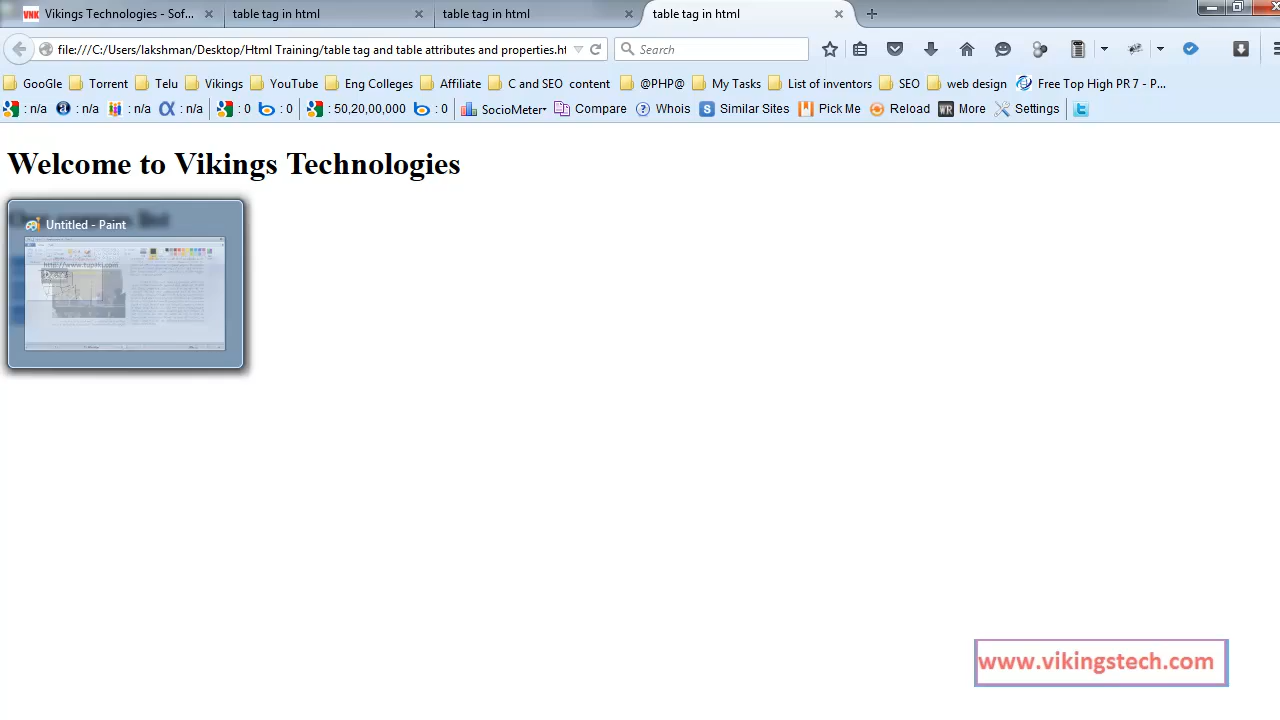 VNK Vikings Technologies - Sof... table tag in html table tag in html table tag in html
file:///C:/Users/lakshman/Desktop/Html Training/table tag and table attributes and properties.ht Search
GooGle Torrent Telu Vikings YouTube Eng Colleges Affiliate C and SEO content @PHP@ My Tasks List of inventors SEO web design Free Top High PR 7 - P...
: n/a : n/a : n/a : n/a : 0 : 0 : 50,20,00,000 : 0 SocioMeter Compare Whois Similar Sites Pick Me Reload WR More Settings
Welcome to Vikings Technologies
list
Untitled - Paint
www.vikingstech.com